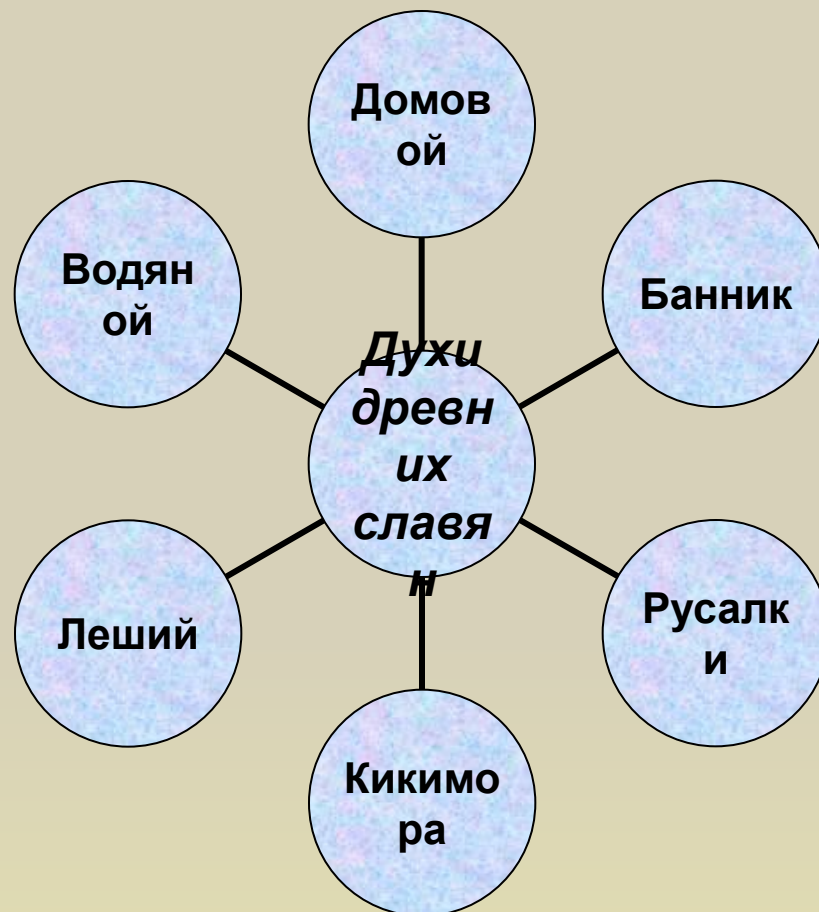 Домов
ой
Водян
ой
Банник
Духи
древн
их
славя
н
Леший
Русалк
и
Кикимо
ра